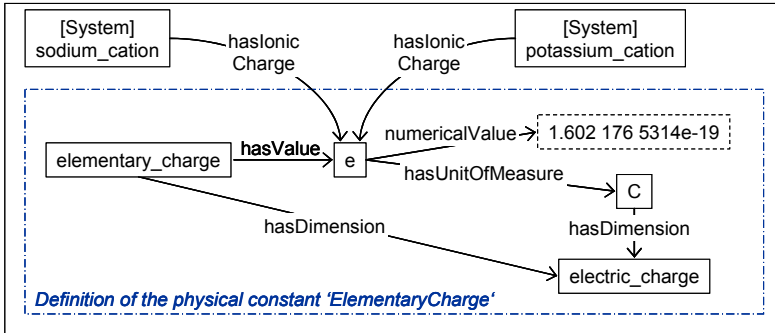 [System]
sodium_cation
hasIonic
Charge
hasIonic
Charge
[System]
potassium_cation
elementary_charge
hasValue
e
numericalValue
1.602 176 5314e-19
hasUnitOfMeasure
C
hasDimension
hasDimension
electric_charge
Definition of the physical constant ‘ElementaryCharge‘